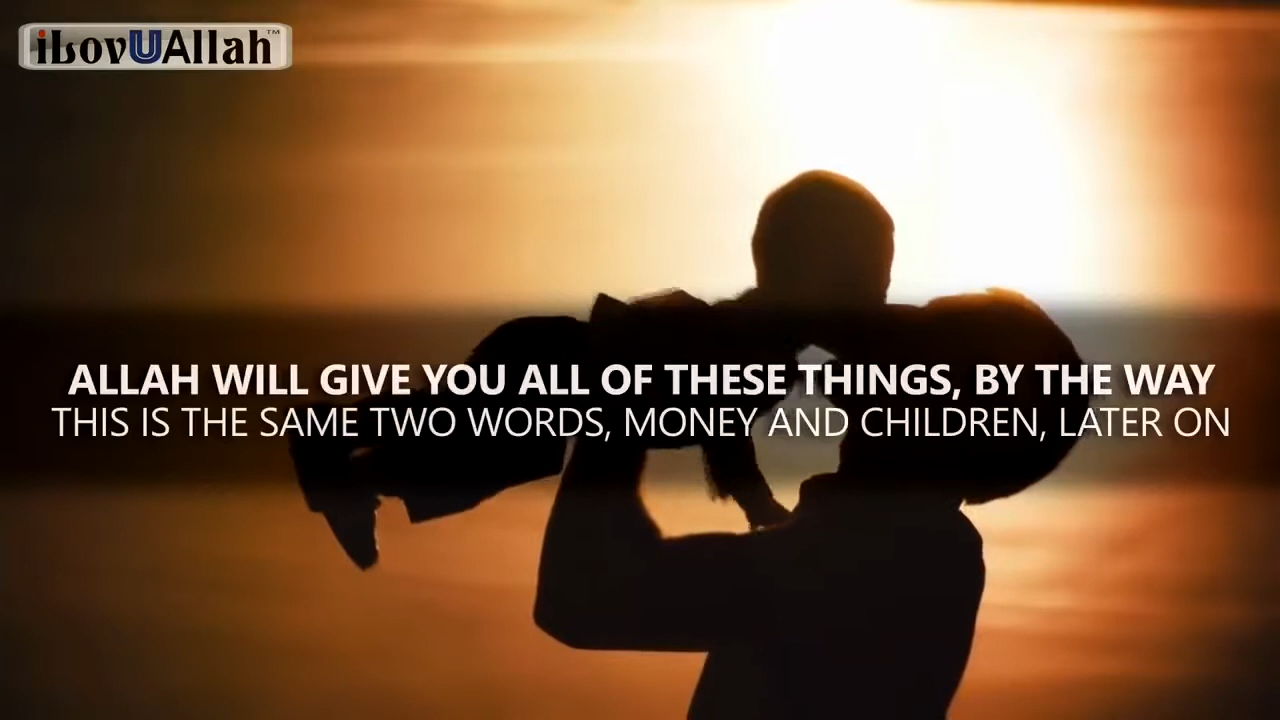 iLovUAllah™
ALLAH WILL GIVE YOU ALL OF THESE THINGS, BY THE WAY
THIS IS THE SAME TWO WORDS, MONEY AND CHILDREN, LATER ON